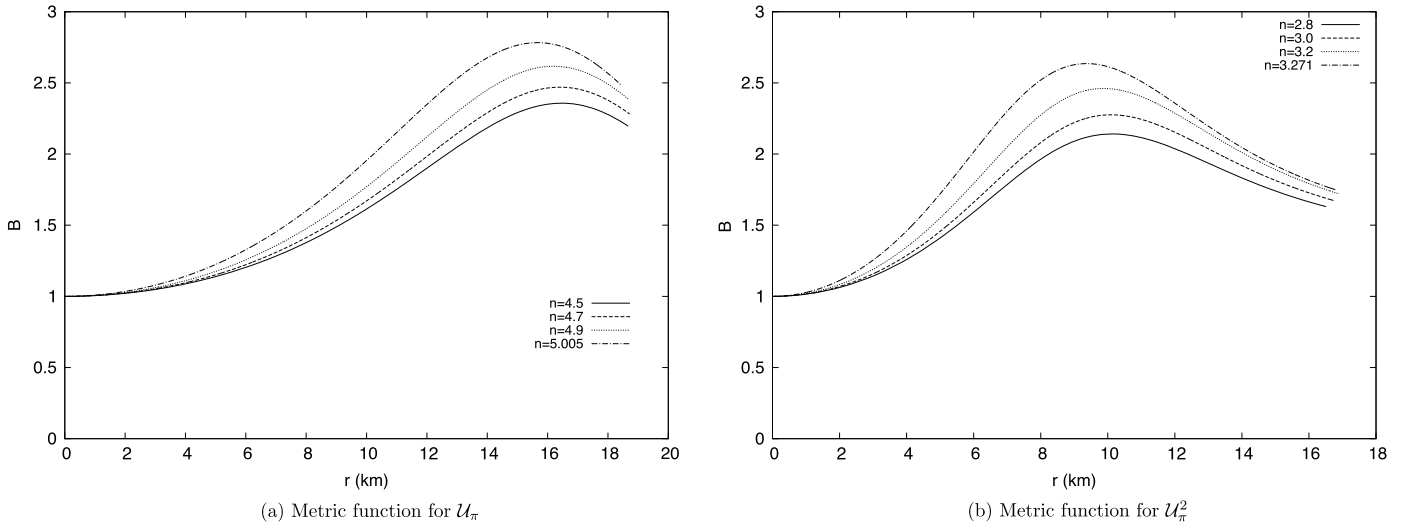 3
2.5
2
1.5
1
0.5
0
B
n=4.5
n=4.7
n=4.9
n=5.005
0 2 4 6 8 10 12 14 16 18 20
r (km)
(a) Metric function for 𝒰π
3
2.5
2
1.5
1
0.5
0
B
n=2.8
n=3.0
n=3.2
n=3.271
0 2 4 6 8 10 12 14 16 18
r (km)
(b) Metric function for 𝒰π²